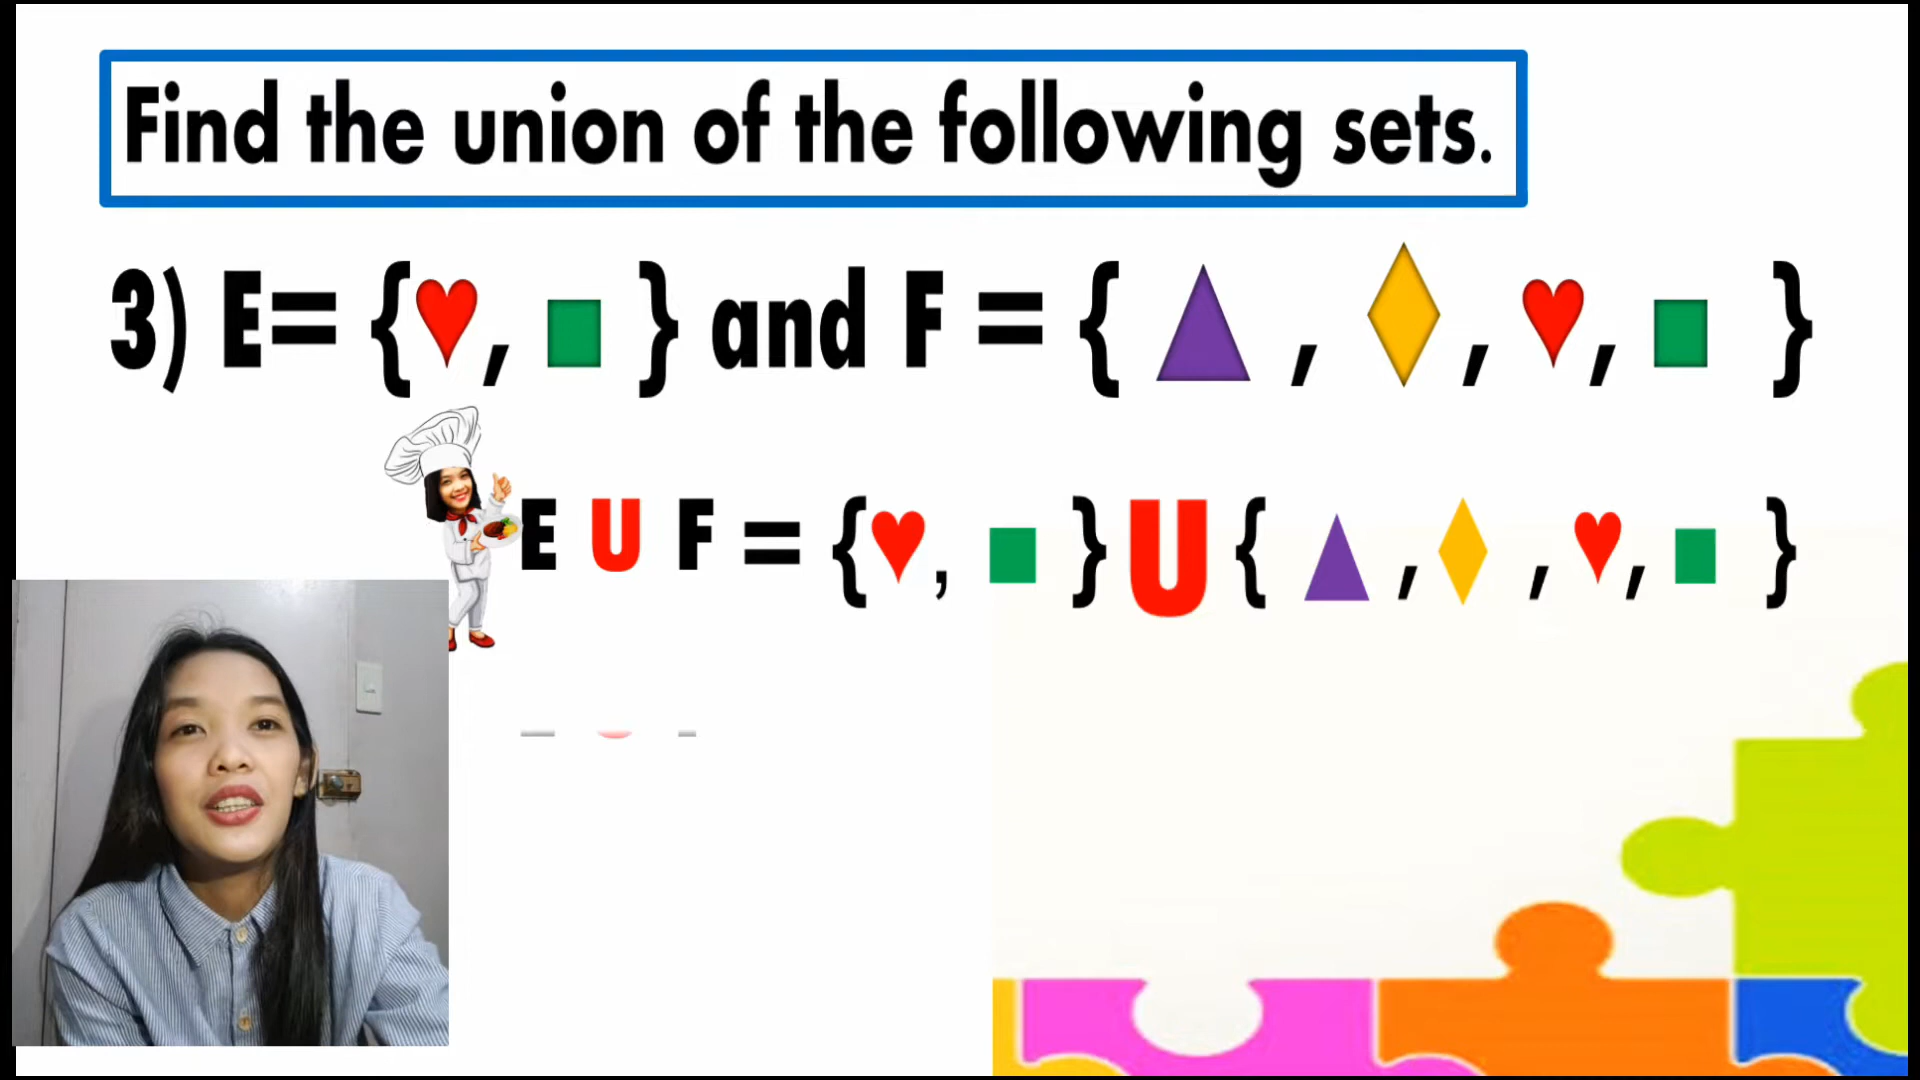 Find the union of the following sets.
3) E= {♥, ■ } and F = { ▲ , ♦ , ♥, ■ }
E U F = {♥, ■ } U { ▲ , ♦ , ♥, ■ }